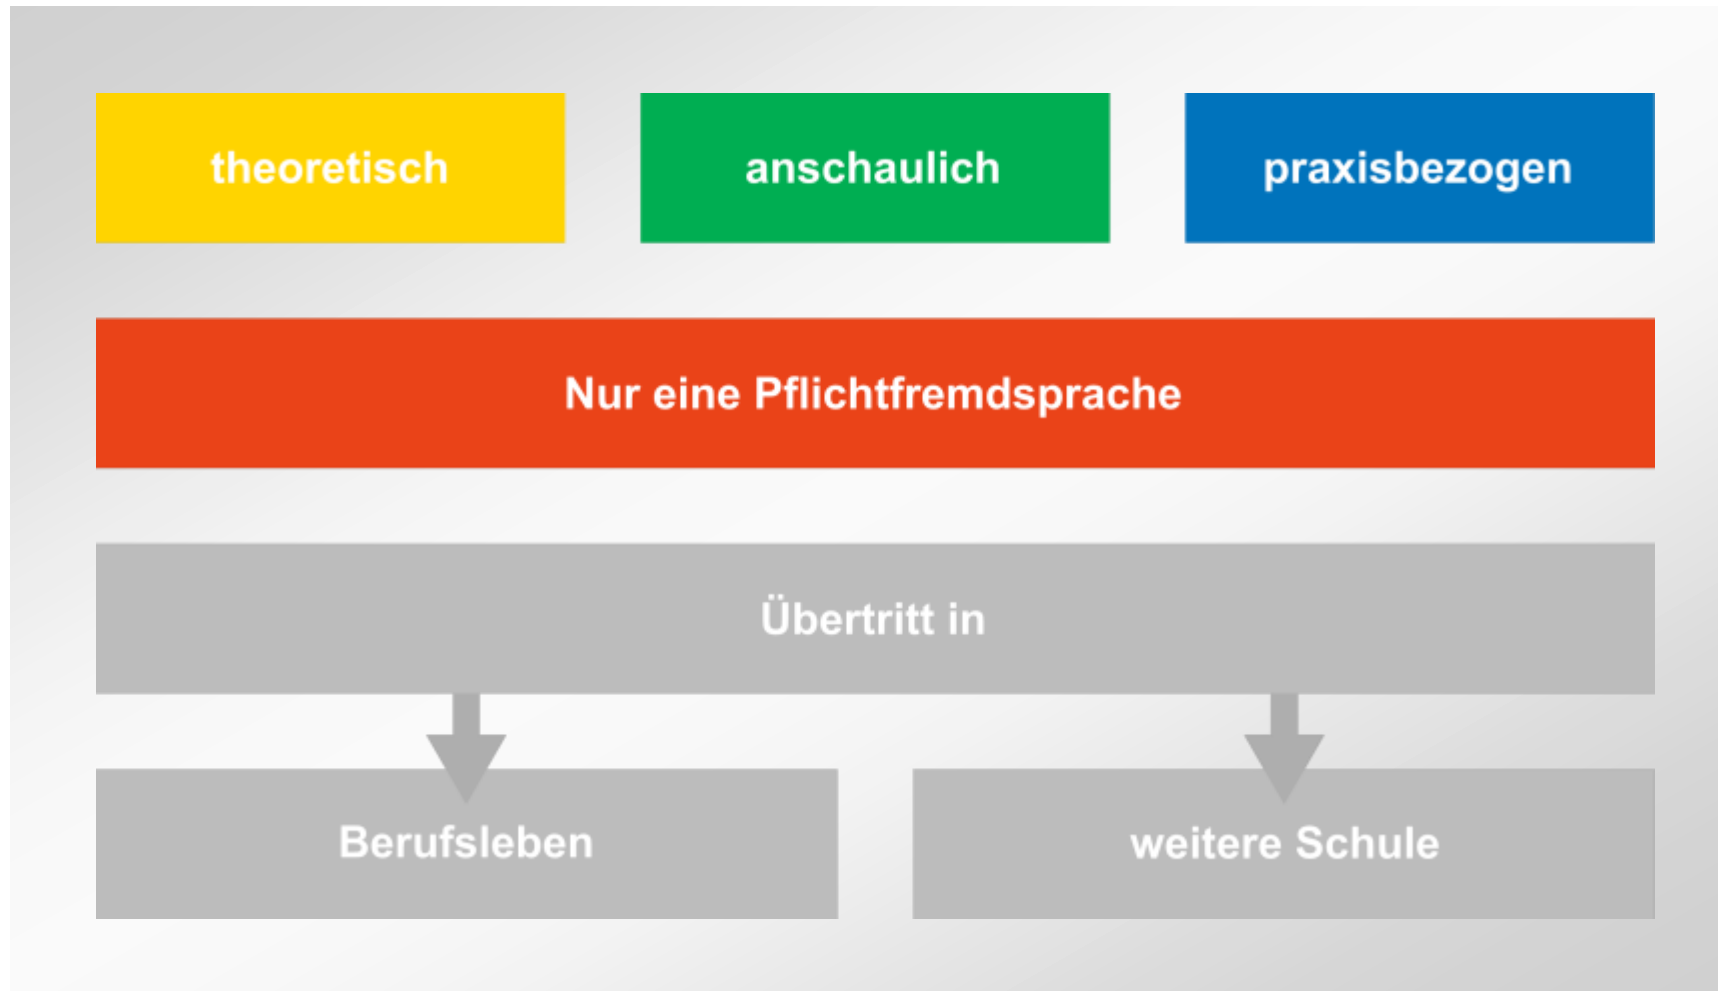 theoretisch
anschaulich
praxisbezogen
Nur eine Pflichtfremdsprache
Übertritt in
Berufsleben
weitere Schule